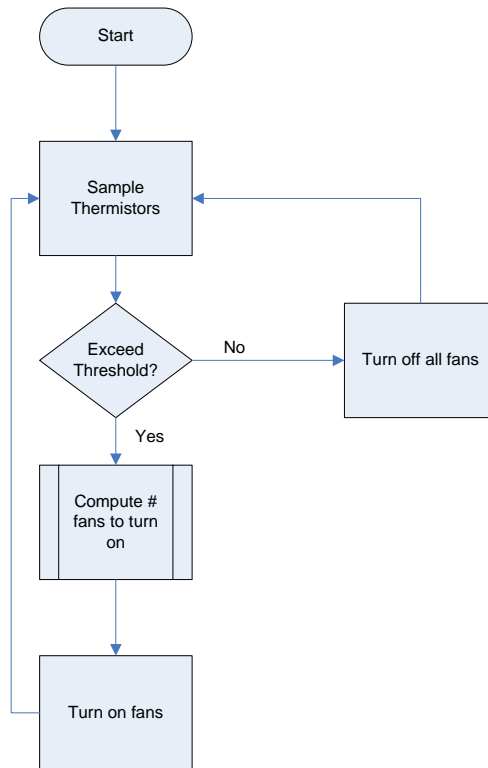 Start
Sample
Thermistors
Exceed
Threshold?
No
Turn off all fans
Yes
Compute #
fans to turn
on
Turn on fans